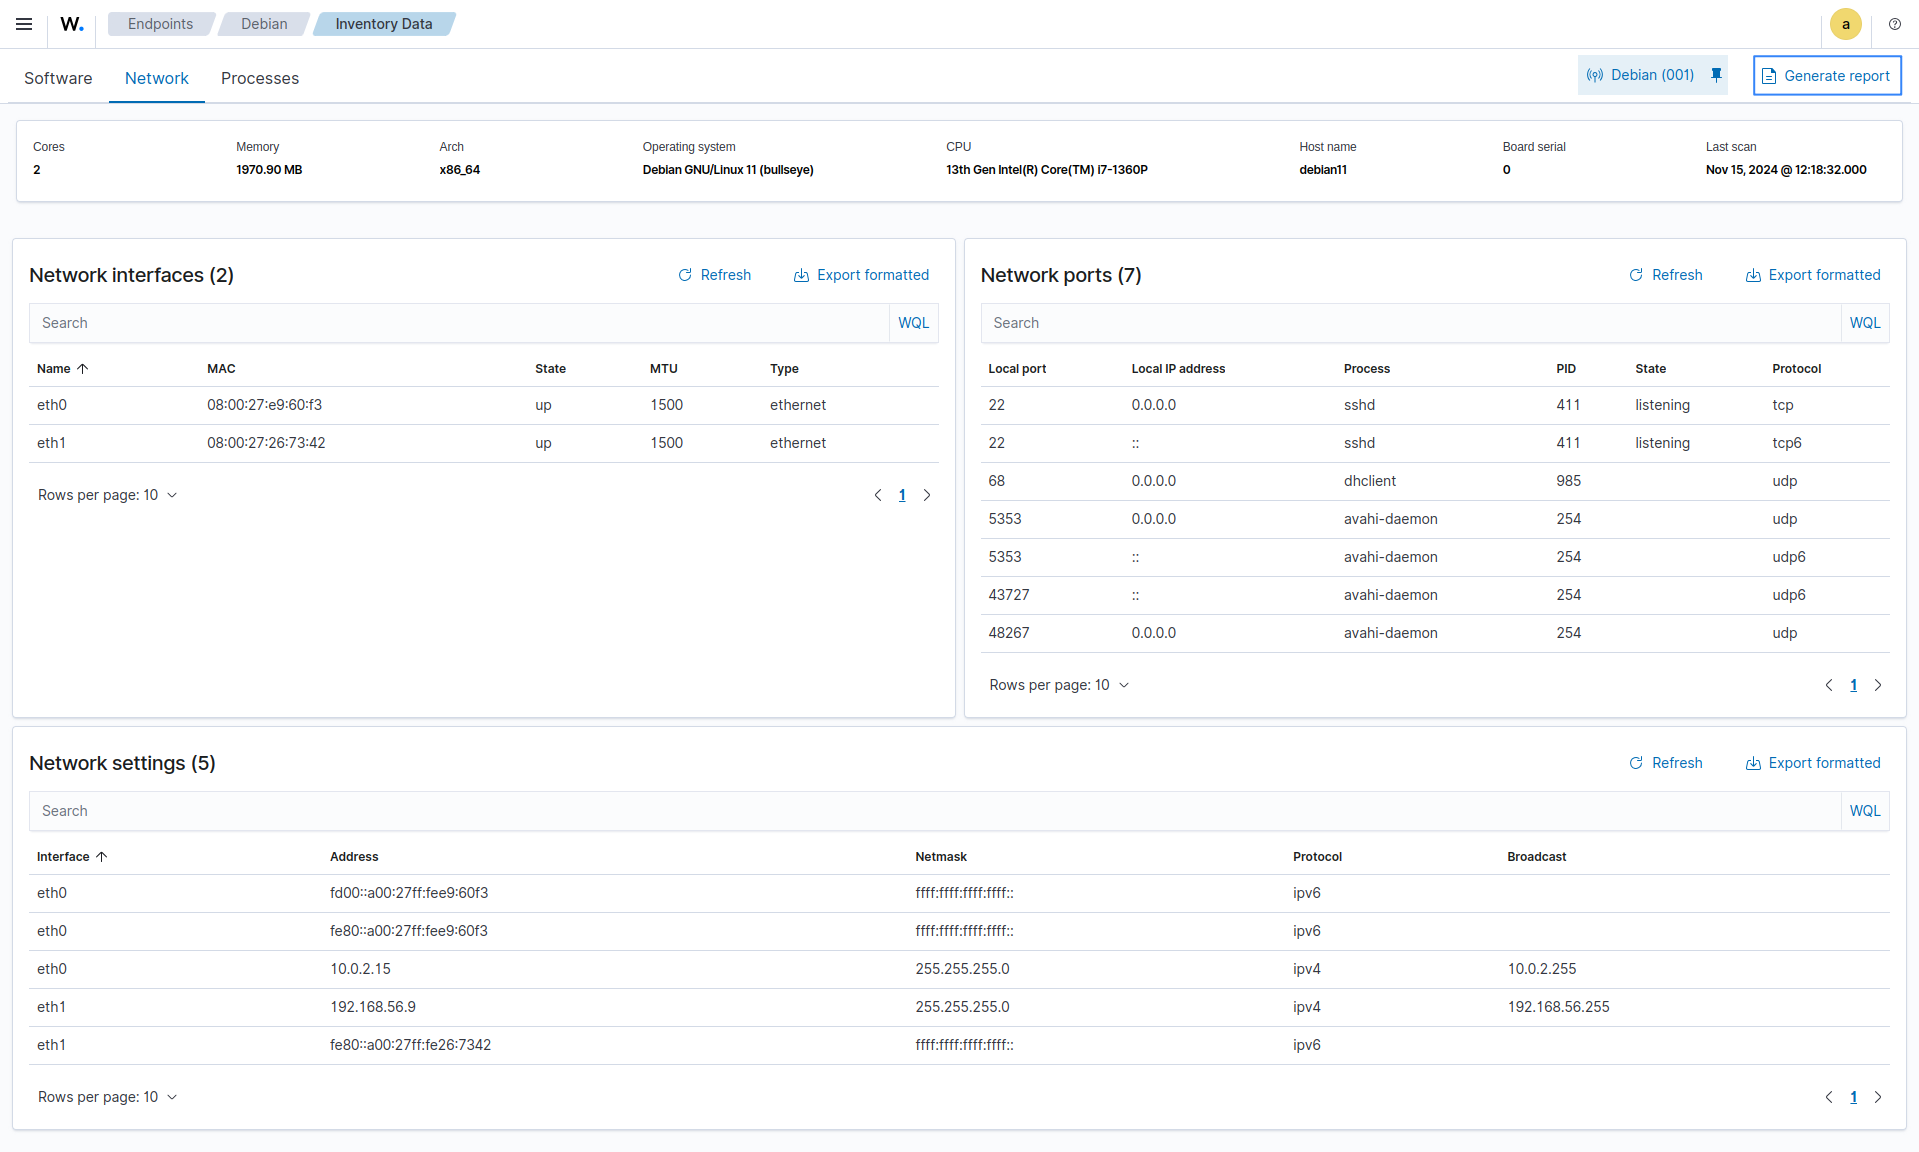 W. Endpoints Debian Inventory Data a
Software Network Processes Debian (001) Generate report
Cores Memory Arch Operating system CPU Host name Board serial Last scan
2 1970.90 MB x86_64 Debian GNU/Linux 11 (bullseye) 13th Gen Intel(R) Core(TM) i7-1360P debian11 0 Nov 15, 2024 @ 12:18:32.000
Network interfaces (2) Refresh Export formatted
Search WQL
Name MAC State MTU Type
eth0 08:00:27:e9:60:f3 up 1500 ethernet
eth1 08:00:27:26:73:42 up 1500 ethernet
Rows per page: 10 1
Network ports (7) Refresh Export formatted
Search WQL
Local port Local IP address Process PID State Protocol
22 0.0.0.0 sshd 411 listening tcp
22 :: sshd 411 listening tcp6
68 0.0.0.0 dhclient 985 udp
5353 0.0.0.0 avahi-daemon 254 udp
5353 :: avahi-daemon 254 udp6
43727 :: avahi-daemon 254 udp6
48267 0.0.0.0 avahi-daemon 254 udp
Rows per page: 10 1
Network settings (5) Refresh Export formatted
Search WQL
Interface Address Netmask Protocol Broadcast
eth0 fd00::a00:27ff:fee9:60f3 ffff:ffff:ffff:ffff:: ipv6
eth0 fe80::a00:27ff:fee9:60f3 ffff:ffff:ffff:ffff:: ipv6
eth0 10.0.2.15 255.255.255.0 ipv4 10.0.2.255
eth1 192.168.56.9 255.255.255.0 ipv4 192.168.56.255
eth1 fe80::a00:27ff:fe26:7342 ffff:ffff:ffff:ffff:: ipv6
Rows per page: 10 1